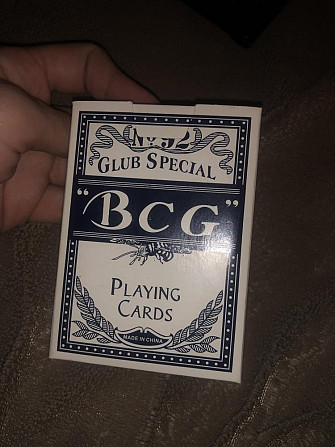 No 92
GLUB SPECIAL
"BCG"
PLAYING
CARDS
MADE IN CHINA